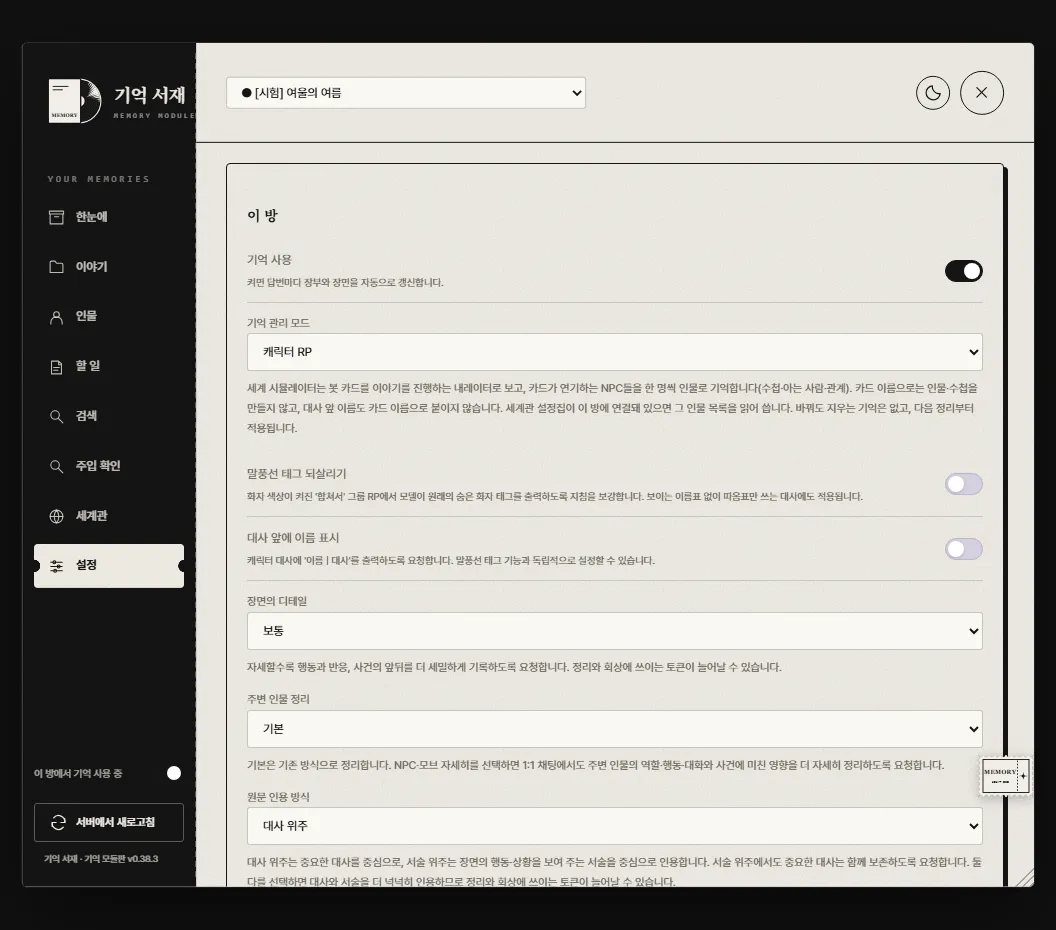 기억 서재
MEMORY MODULE
MEMORY
YOUR MEMORIES
한눈에
이야기
인물
할 일
검색
주입 확인
세계관
설정
이 방에서 기억 사용 중
서버에서 새로고침
기억 서재 · 기억 모듈판 v0.38.3
[시험] 여울의 여름
이 방
기억 사용
켜면 답변마다 장부와 장면을 자동으로 갱신합니다.
기억 관리 모드
캐릭터 RP
세계 시뮬레이터는 봇 카드를 이야기를 진행하는 내레이터로 보고, 카드가 연기하는 NPC들을 한 명씩 인물로 기억합니다(수첩·아는 사람·관계). 카드 이름으로는 인물·수첩을
만들지 않고, 대사 앞 이름도 카드 이름으로 붙이지 않습니다. 세계관 설정집이 이 방에 연결돼 있으면 그 인물 목록을 읽어 씁니다. 바꿔도 지우는 기억은 없고, 다음 정리부터
적용됩니다.
말풍선 태그 되살리기
화자 색상이 켜진 '합쳐서' 그룹 RP에서 모델이 원래의 숨은 화자 태그를 출력하도록 지침을 보강합니다. 보이는 이름표 없이 따옴표만 쓰는 대사에도 적용됩니다.
대사 앞에 이름 표시
캐릭터 대사에 '이름 | 대사'를 출력하도록 요청합니다. 말풍선 태그 기능과 독립적으로 설정할 수 있습니다.
장면의 디테일
보통
자세할수록 행동과 반응, 사건의 앞뒤를 더 세밀하게 기록하도록 요청합니다. 정리와 회상에 쓰이는 토큰이 늘어날 수 있습니다.
주변 인물 정리
기본
기본은 기존 방식으로 정리합니다. NPC·모브 자세히를 선택하면 1:1 채팅에서도 주변 인물의 역할·행동·대화와 사건에 미친 영향을 더 자세히 정리하도록 요청합니다.
MEMORY
원문 인용 방식
대사 위주
대사 위주는 중요한 대사를 중심으로, 서술 위주는 장면의 행동·상황을 보여 주는 서술을 중심으로 인용합니다. 서술 위주에서도 중요한 대사는 함께 보존하도록 요청합니다. 둘
다를 선택하면 대사와 서술을 더 넉넉히 인용하므로 정리와 회상에 쓰이는 토큰이 늘어날 수 있습니다.